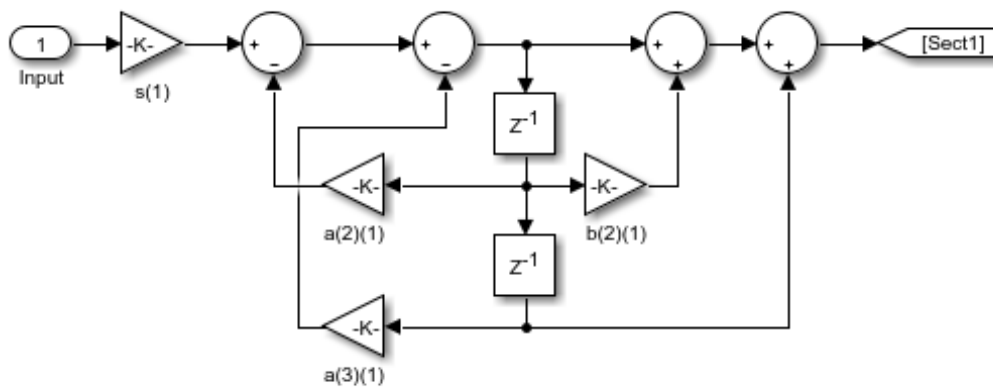 1
-K-
+
−
+
−
+
+
+
+
[Sect1]
Input
s(1)
Z-1
-K-
-K-
a(2)(1)
b(2)(1)
Z-1
-K-
a(3)(1)